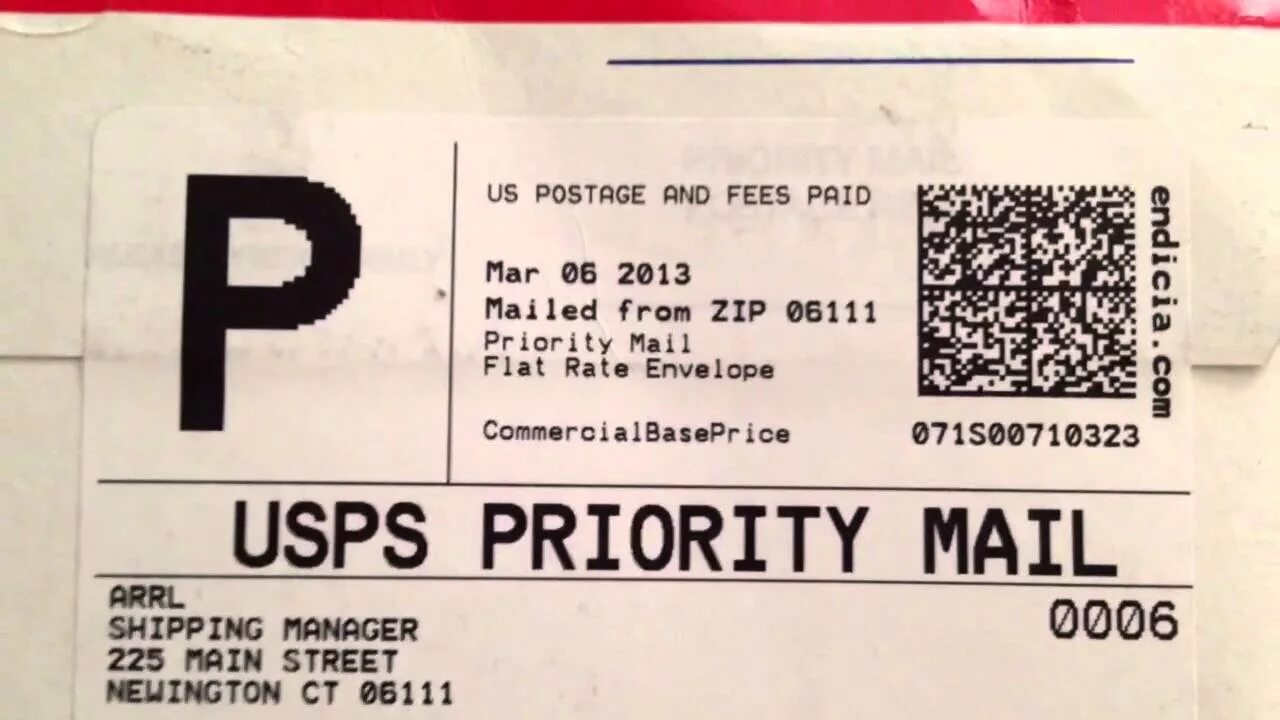 P
US POSTAGE AND FEES PAID
Mar 06 2013
Mailed from ZIP 06111
Priority Mail
Flat Rate Envelope
CommercialBasePrice
endicia.com
071S00710323
USPS PRIORITY MAIL
ARRL
0006
SHIPPING MANAGER
225 MAIN STREET
NEWINGTON CT 06111